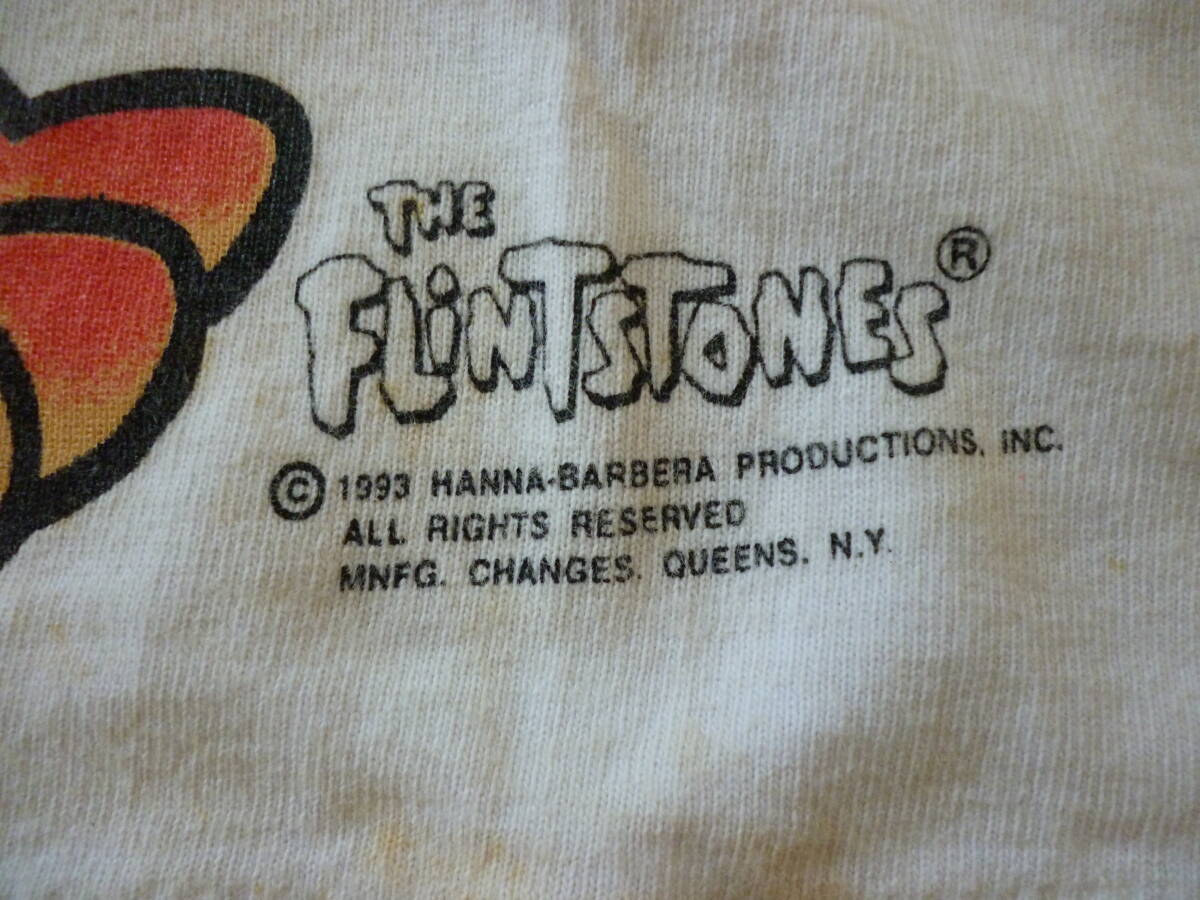 THE
FLiNTSTONES®
© 1993 HANNA-BARBERA PRODUCTIONS, INC.
ALL RIGHTS RESERVED
MNFG. CHANGES. QUEENS. N.Y.